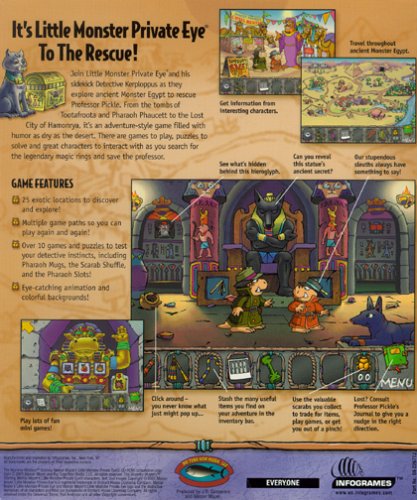 It's Little Monster Private Eye®
To The Rescue!
Join Little Monster Private Eye® and his
sidekick Detective Kerploppus as they
explore ancient Monster Egypt to rescue
Professor Pickle. From the tombs of
Tootafroota and Pharaoh Phaucett to the Lost
City of Hamonrya, it's an adventure-style game filled with
humor as dry as the desert. There are games to play, puzzles to
solve and great characters to interact with as you search for
the legendary magic rings and save the professor.
Get information from
interesting characters.
Travel throughout
ancient Monster Egypt.
GAME FEATURES
25 exotic locations to discover
and explore!
Multiple game paths so you can
play again and again!
Over 10 games and puzzles to test
your detective instincts, including
Pharaoh Mugs, the Scarab Shuffle,
and the Pharaoh Slots!
Eye-catching animation and
colorful backgrounds!
See what's hidden
behind this hieroglyph.
Can you reveal
this statue's
ancient secret?
Our stupendous
sleuths always have
something to say!
MENU
Play lots of fun
mini games!
Click around –
you never know what
just might pop up...
Stash the many useful
items you find on
your adventure in the
inventory bar.
Use the valuable
scarabs you collect
to trade for items,
play games, or get
you out of a pinch!
Lost? Consult
Professor Pickle's
Journal to give you a
nudge in the right
direction.
MENU
EVERYONE
INFOGRAMES